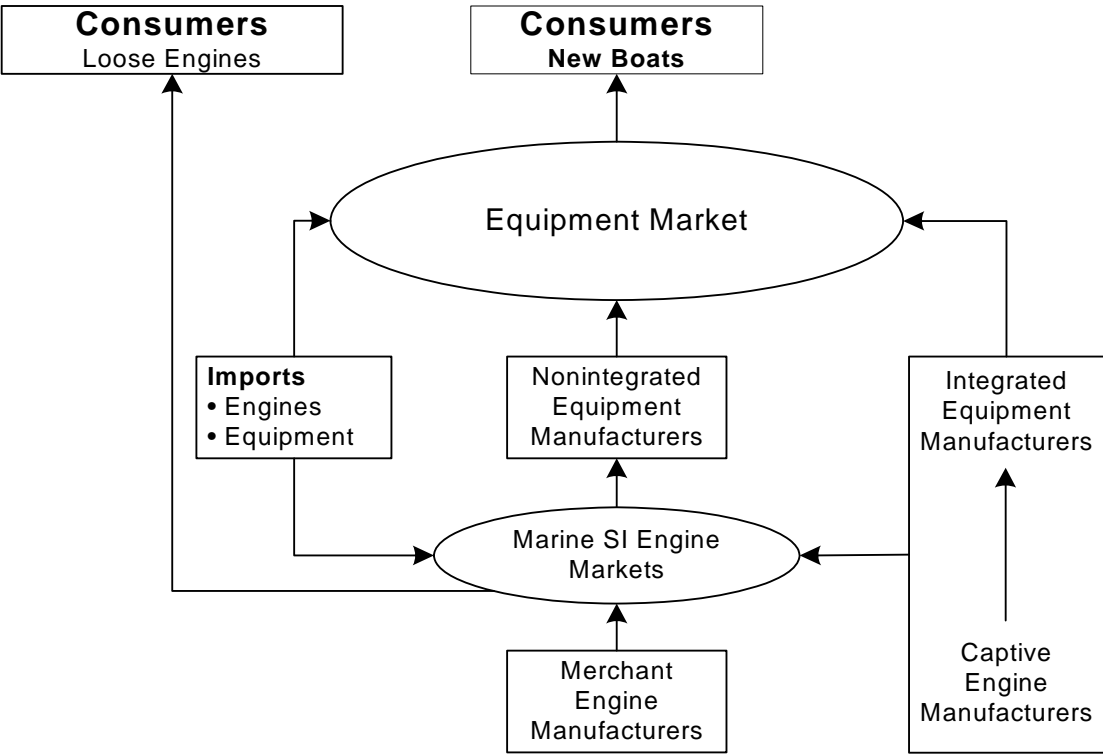 Consumers
Loose Engines
Consumers
New Boats
Equipment Market
Imports
• Engines
• Equipment
Nonintegrated
Equipment
Manufacturers
Integrated
Equipment
Manufacturers
Marine SI Engine
Markets
Merchant
Engine
Manufacturers
Captive
Engine
Manufacturers